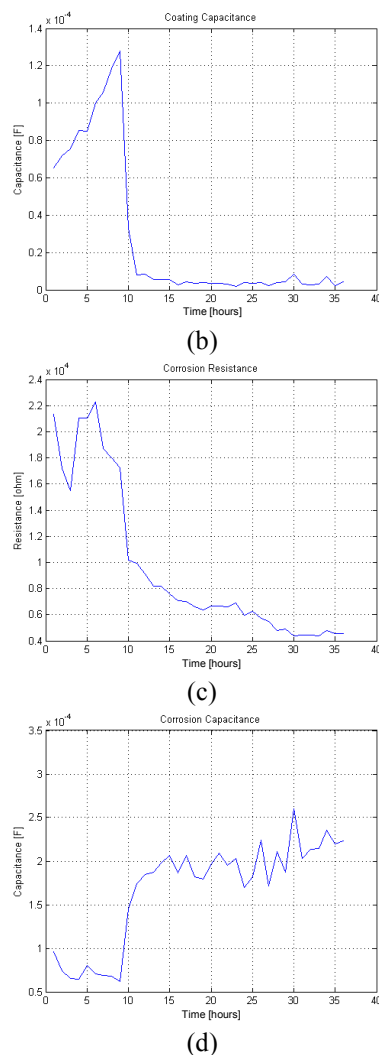 Coating Capacitance
x 10⁻⁴
1.4
1.2
1
0.8
0.6
0.4
0.2
0
Capacitance [F]
0 5 10 15 20 25 30 35 40
Time [hours]
(b)
Corrosion Resistance
x 10⁴
2.4
2.2
2
1.8
1.6
1.4
1.2
1
0.8
0.6
0.4
Resistance [ohm]
0 5 10 15 20 25 30 35 40
Time [hours]
(c)
Corrosion Capacitance
x 10⁻⁴
3.5
3
2.5
2
1.5
1
0.5
Capacitance [F]
0 5 10 15 20 25 30 35 40
Time [hours]
(d)